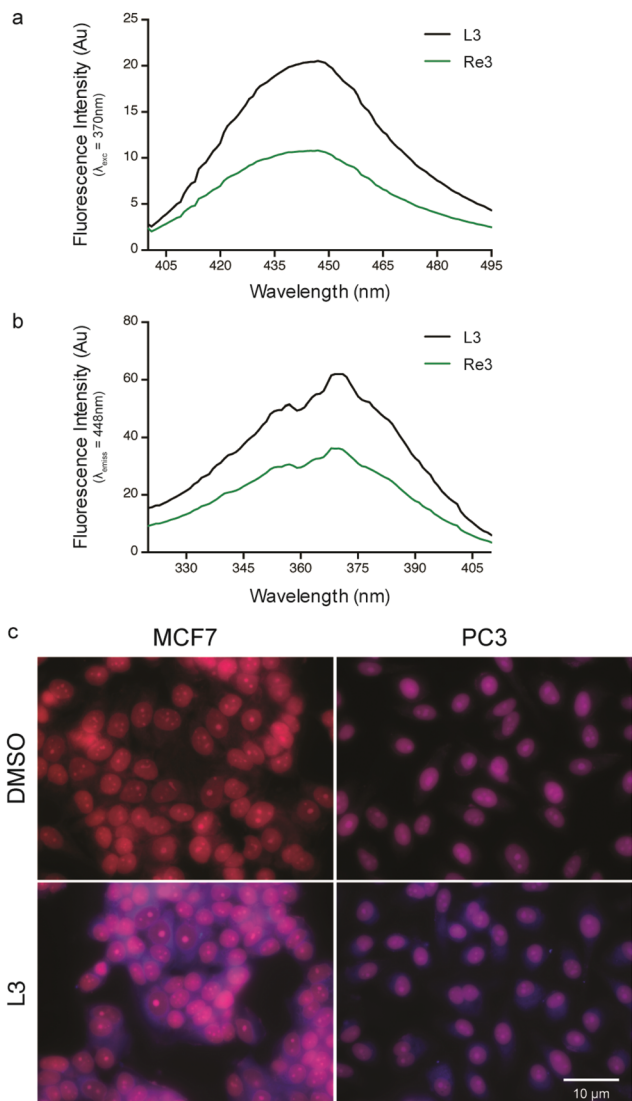 a
Fluorescence Intensity (Au)
(λexc = 370nm)
25
20
15
10
5
0
L3
Re3
405 420 435 450 465 480 495
Wavelength (nm)
b
Fluorescence Intensity (Au)
(λemiss = 448nm)
80
60
40
20
0
L3
Re3
330 345 360 375 390 405
Wavelength (nm)
c
MCF7 PC3
DMSO
L3
10 μm